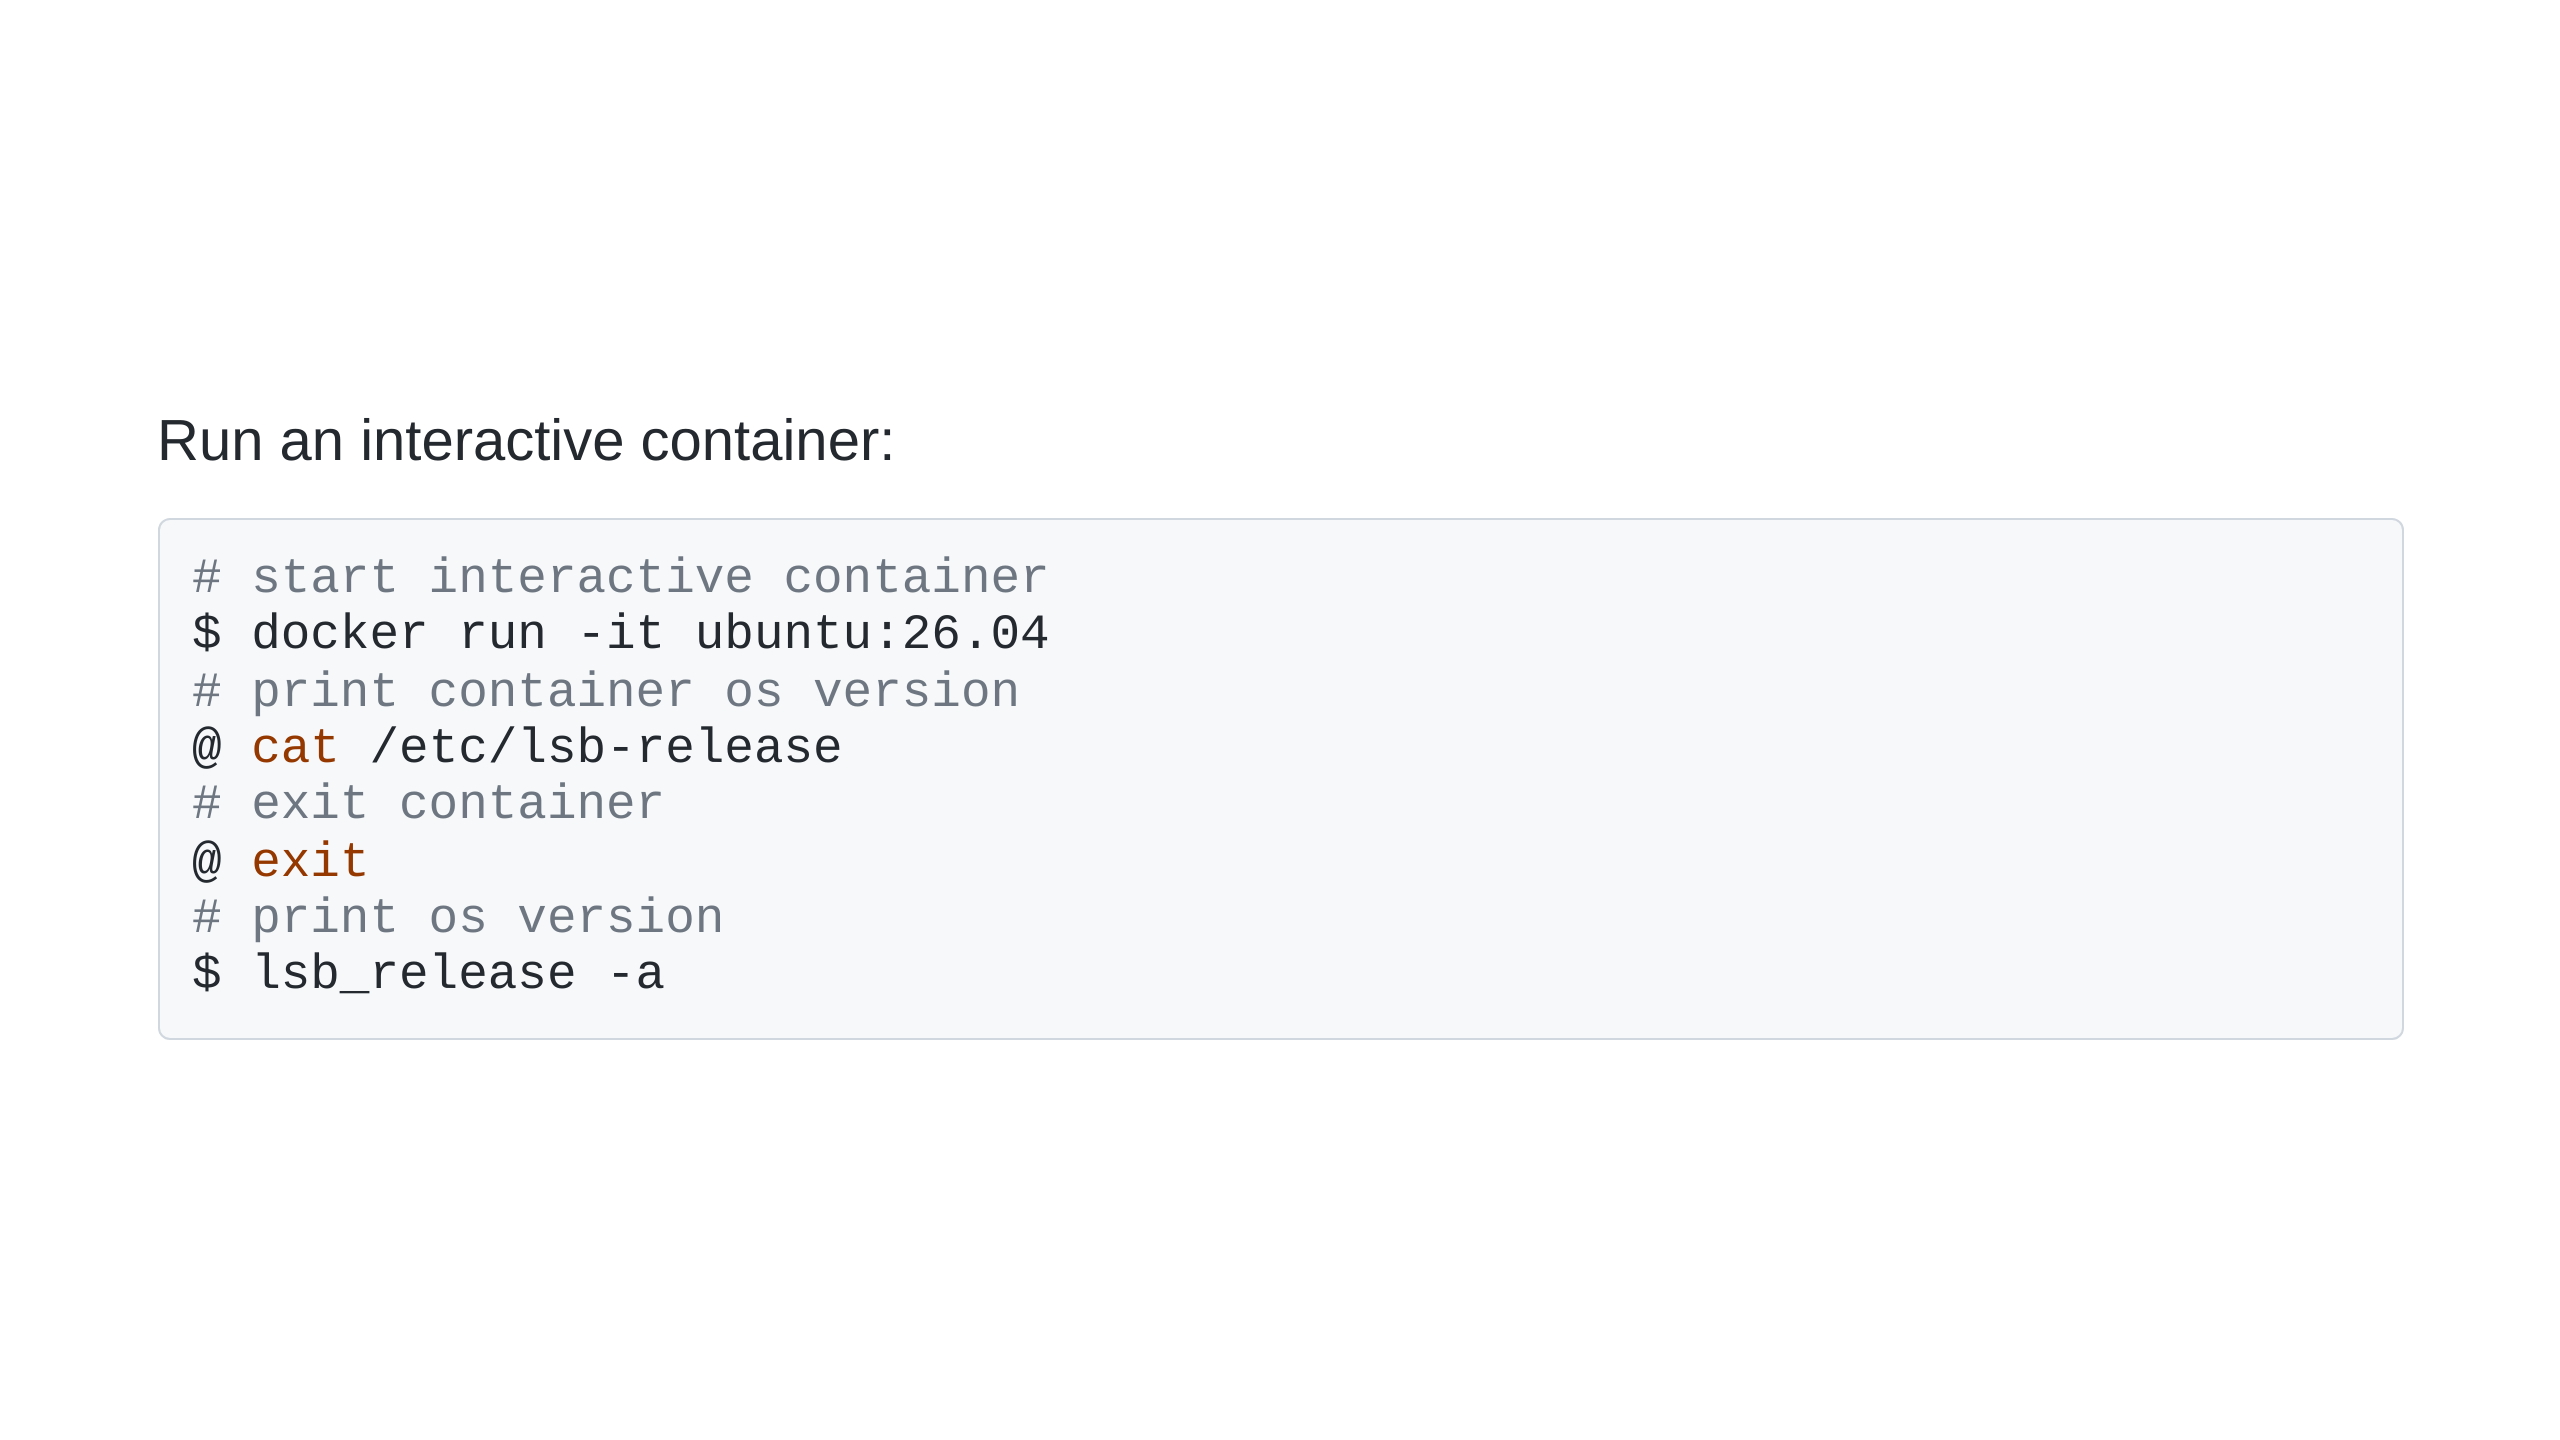 Run an interactive container:
# start interactive container
$ docker run -it ubuntu:26.04
# print container os version
@ cat /etc/lsb-release
# exit container
@ exit
# print os version
$ lsb_release -a